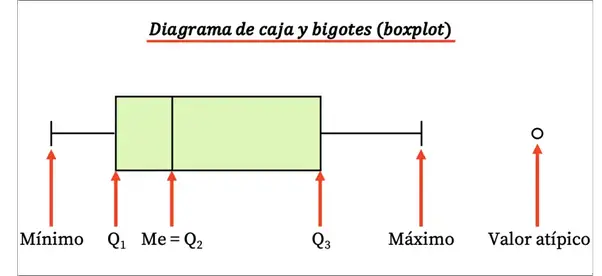 Diagrama de caja y bigotes (boxplot)
Mínimo Q₁ Me = Q₂ Q₃ Máximo Valor atípico